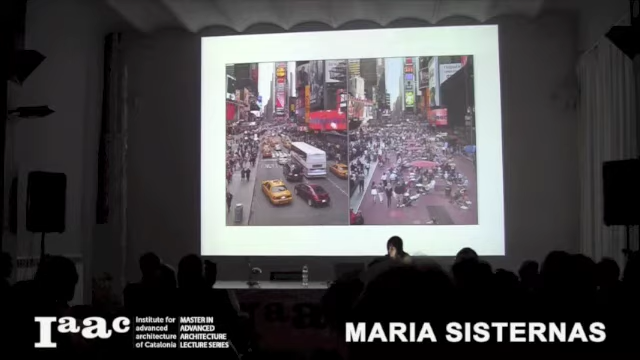 Iaac
Institute for
advanced
architecture
of Catalonia
MASTER IN
ADVANCED
ARCHITECTURE
LECTURE SERIES
MARIA SISTERNAS